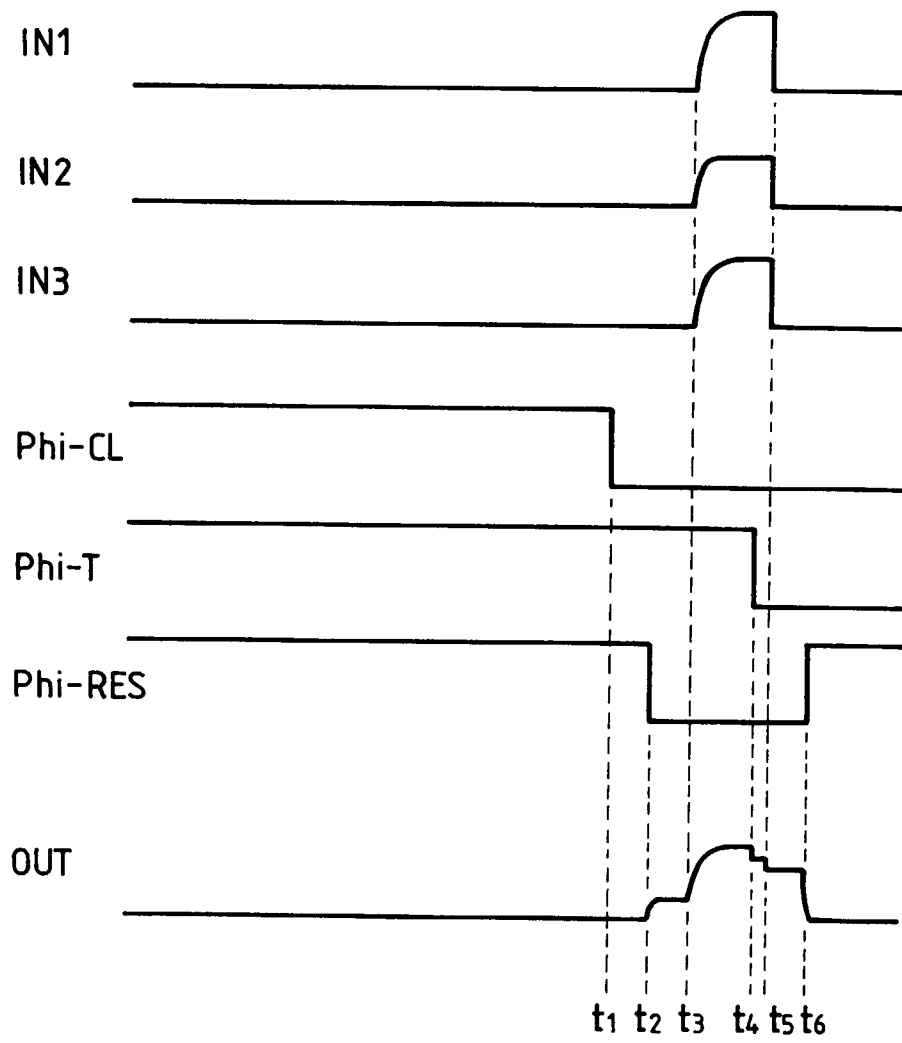 IN1
IN2
IN3
Phi-CL
Phi-T
Phi-RES
OUT
t1 t2 t3 t4 t5 t6